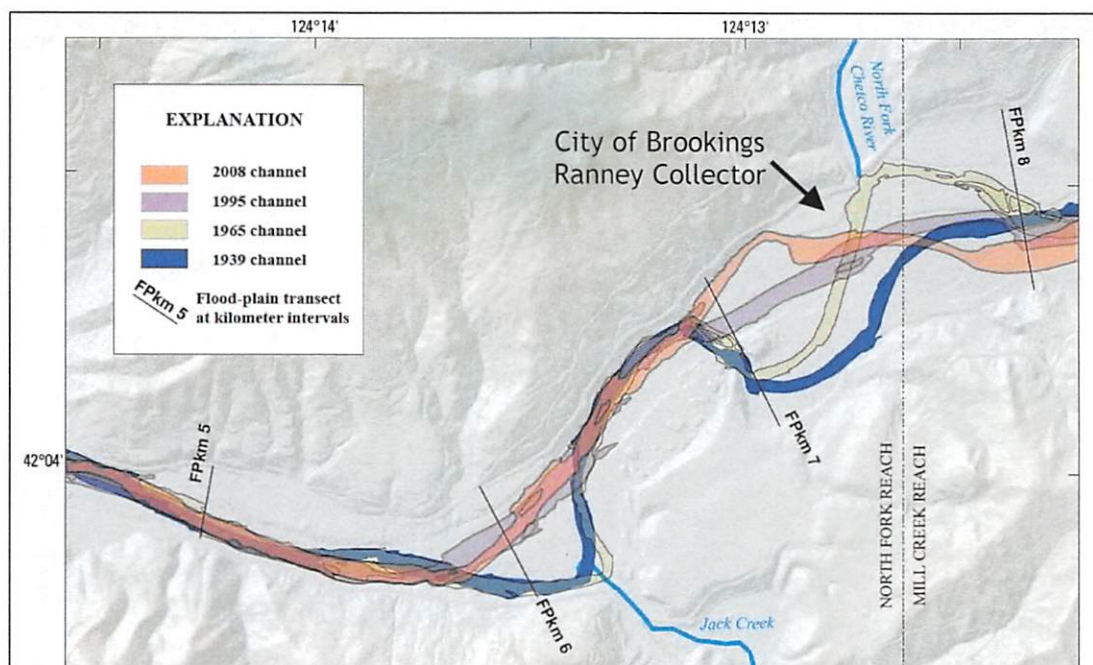 124°14'
124°13'
EXPLANATION
2008 channel
1995 channel
1965 channel
1939 channel
FPkm 5
Flood-plain transect
at kilometer intervals
City of Brookings
Ranney Collector
North Fork
Chetco River
FPkm 8
FPkm 7
42°04'
FPkm 5
FPkm 6
NORTH FORK REACH
MILL CREEK REACH
Jack Creek